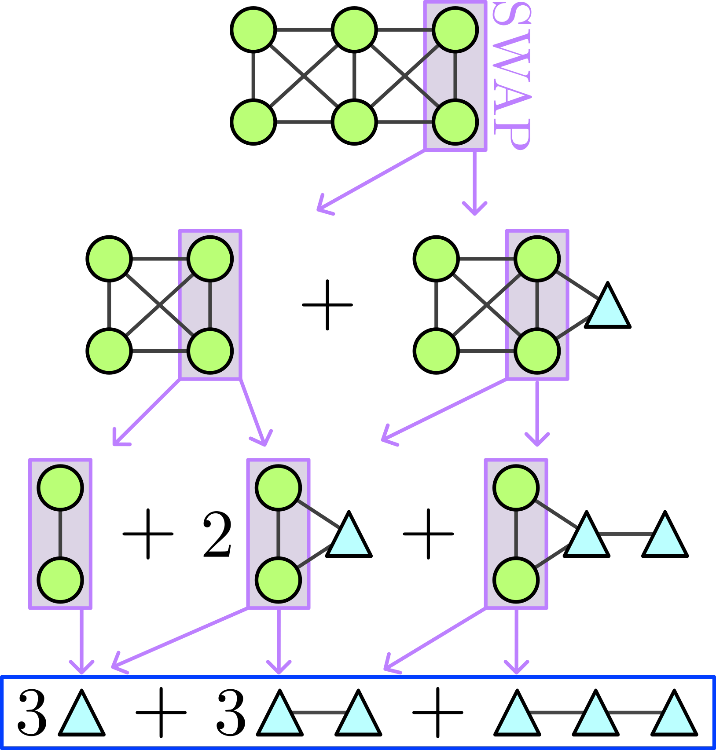 SWAP
+
+ 2 +
3 + 3 +